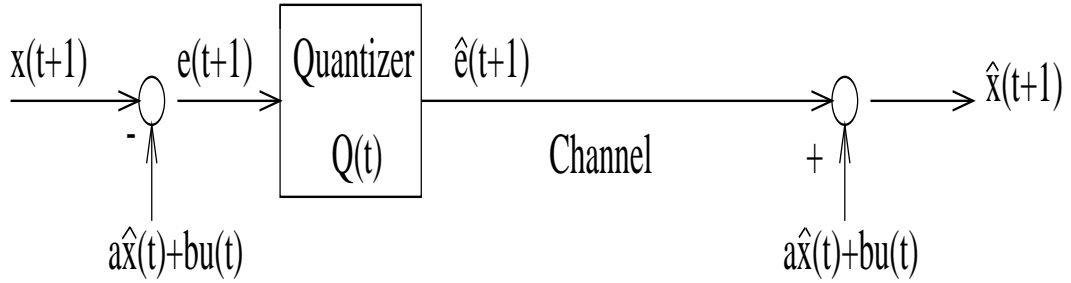 x(t+1)
e(t+1)
Quantizer
Q(t)
ê(t+1)
x̂(t+1)
-
+
Channel
ax̂(t)+bu(t)
ax̂(t)+bu(t)